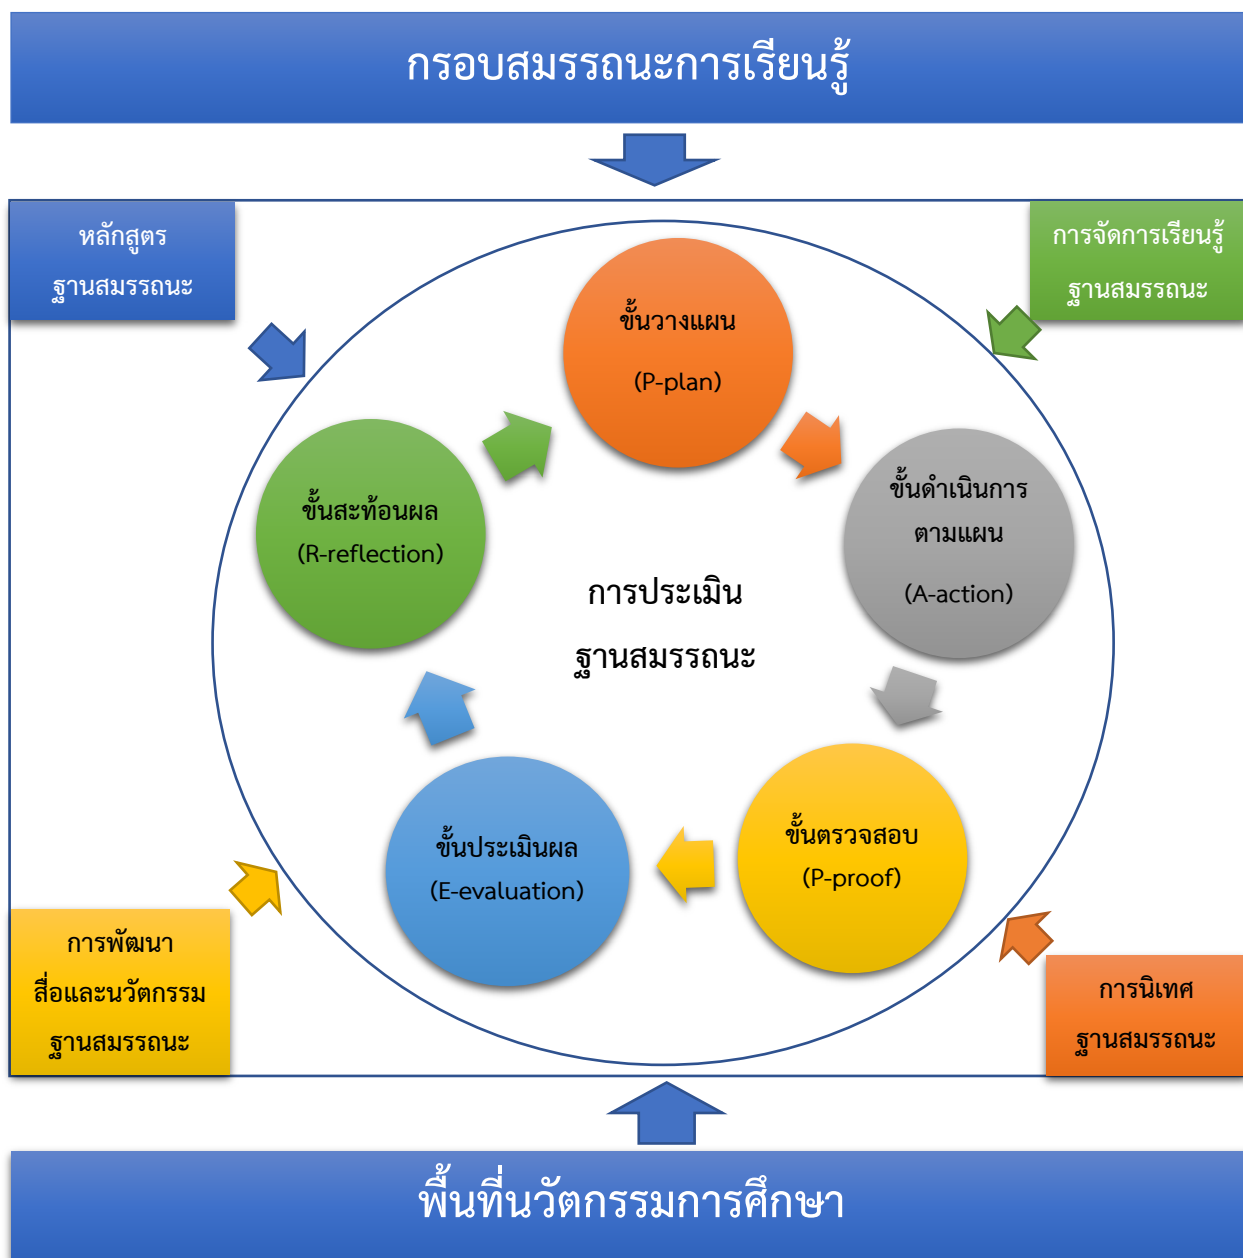 กรอบสมรรถนะการเรียนรู้
หลักสูตร
ฐานสมรรถนะ
การจัดการเรียนรู้
ฐานสมรรถนะ
ขั้นวางแผน
(P-plan)
ขั้นดำเนินการ
ตามแผน
(A-action)
ขั้นสะท้อนผล
(R-reflection)
การประเมิน
ฐานสมรรถนะ
ขั้นตรวจสอบ
(P-proof)
ขั้นประเมินผล
(E-evaluation)
การพัฒนา
สื่อและนวัตกรรม
ฐานสมรรถนะ
การนิเทศ
ฐานสมรรถนะ
พื้นที่นวัตกรรมการศึกษา